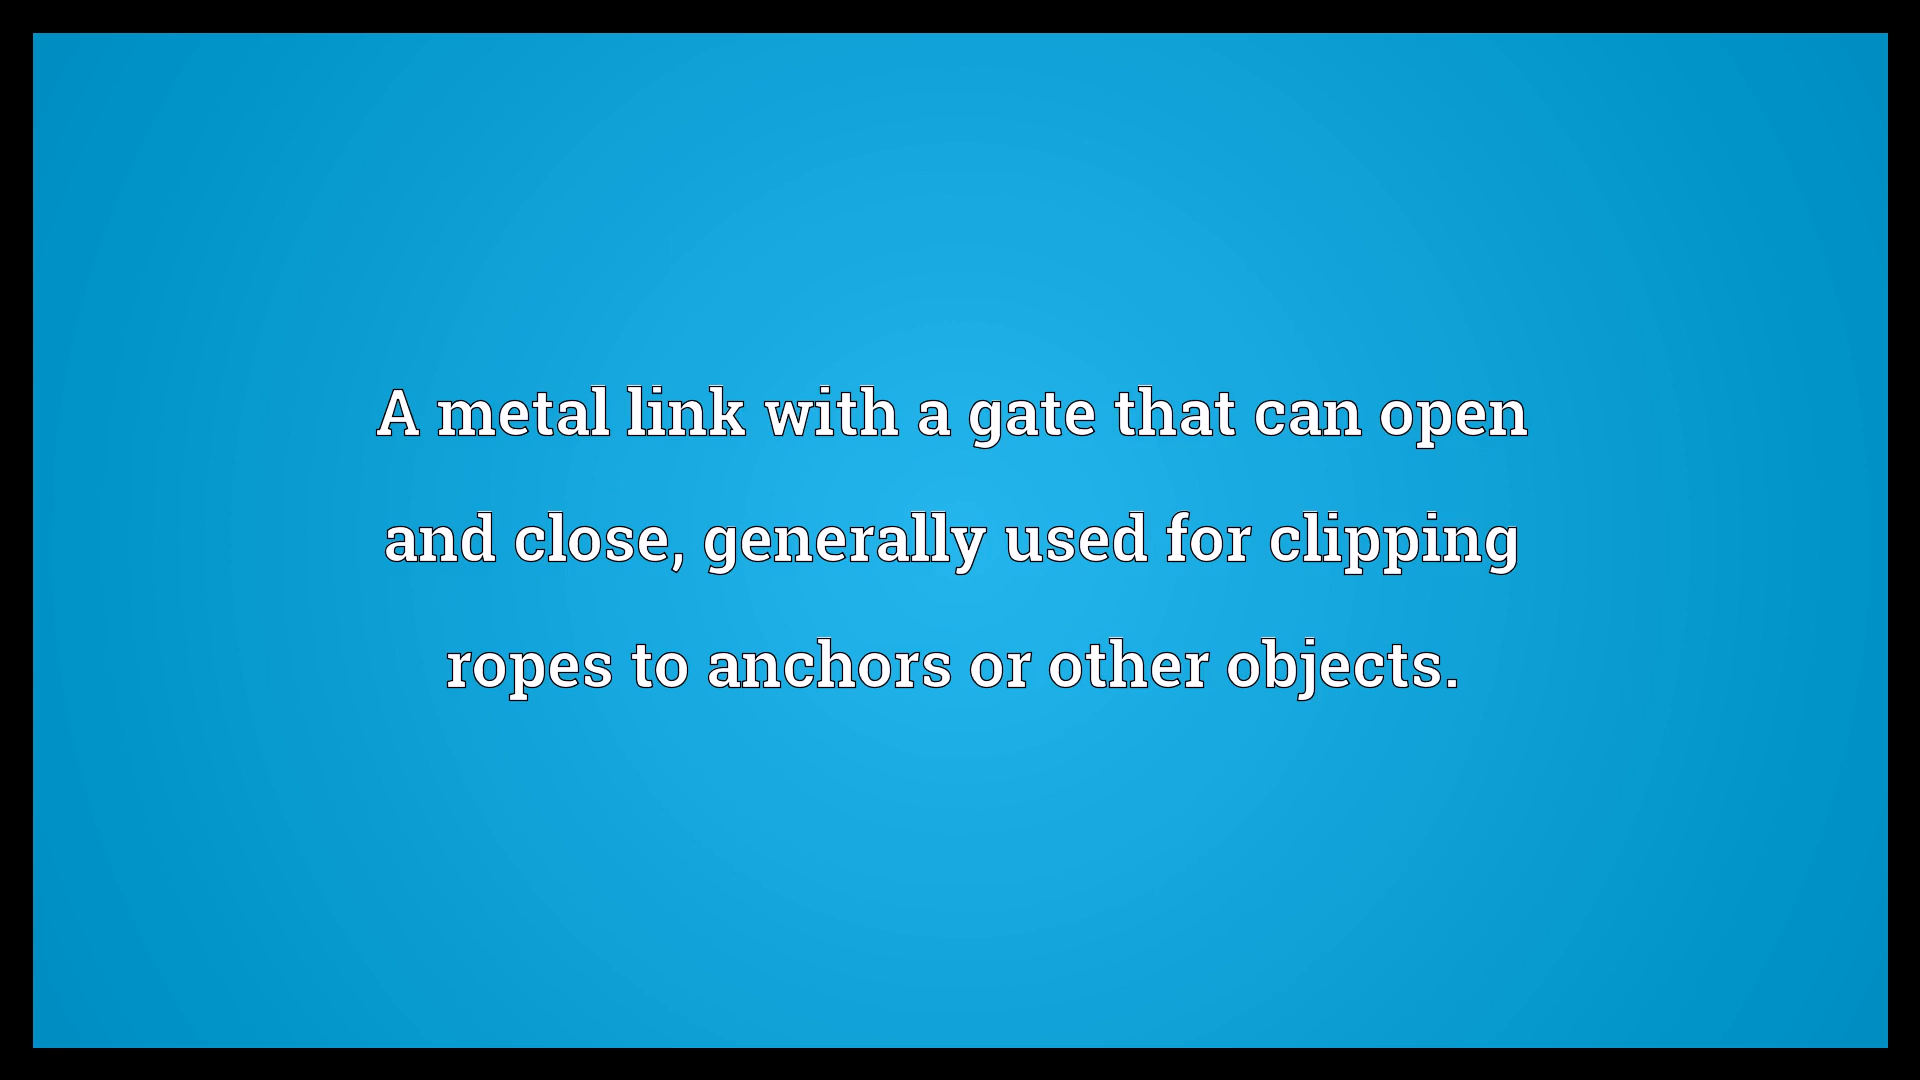 A metal link with a gate that can open
and close, generally used for clipping
ropes to anchors or other objects.